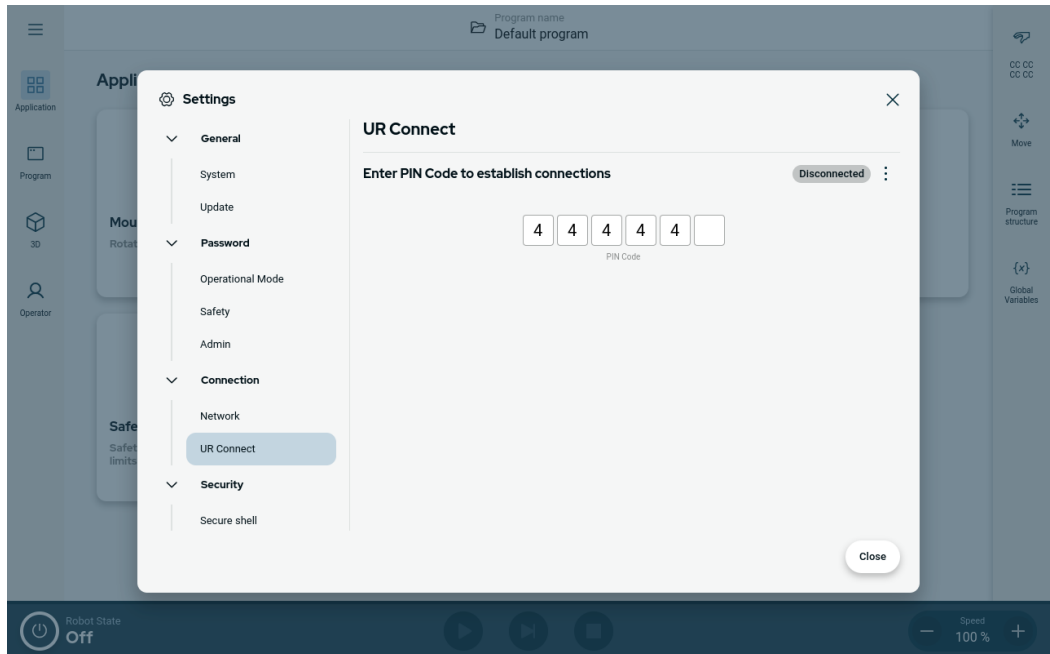 Program name
Default program
Application
Program
3D
Operator
Appli
Mou
Rotat
Safe
Safet
limits
Settings
General
System
Update
Password
Operational Mode
Safety
Admin
Connection
Network
UR Connect
Security
Secure shell
UR Connect
Enter PIN Code to establish connections
Disconnected
4 4 4 4 4
PIN Code
Close
CC CC
CC CC
Move
Program
structure
{x}
Global
Variables
Robot State
Off
Speed
100 %